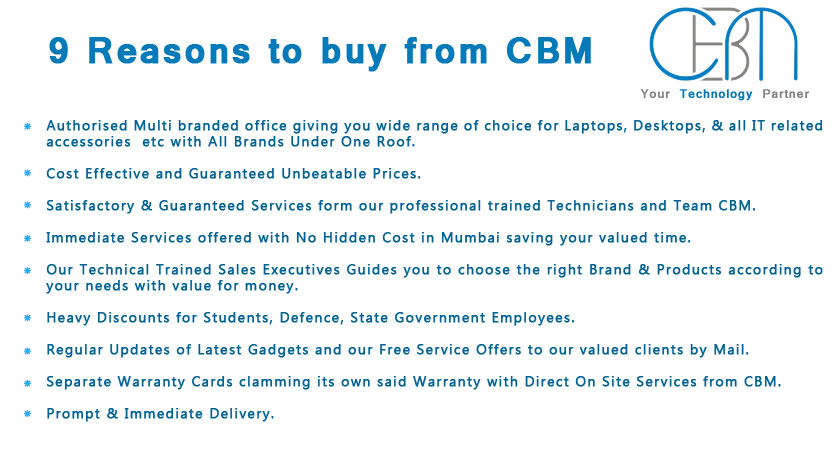 9 Reasons to buy from CBM
CBM
Your Technology Partner
Authorised Multi branded office giving you wide range of choice for Laptops, Desktops, & all IT related
accessories etc with All Brands Under One Roof.
Cost Effective and Guaranteed Unbeatable Prices.
Satisfactory & Guaranteed Services form our professional trained Technicians and Team CBM.
Immediate Services offered with No Hidden Cost in Mumbai saving your valued time.
Our Technical Trained Sales Executives Guides you to choose the right Brand & Products according to
your needs with value for money.
Heavy Discounts for Students, Defence, State Government Employees.
Regular Updates of Latest Gadgets and our Free Service Offers to our valued clients by Mail.
Separate Warranty Cards clamming its own said Warranty with Direct On Site Services from CBM.
Prompt & Immediate Delivery.